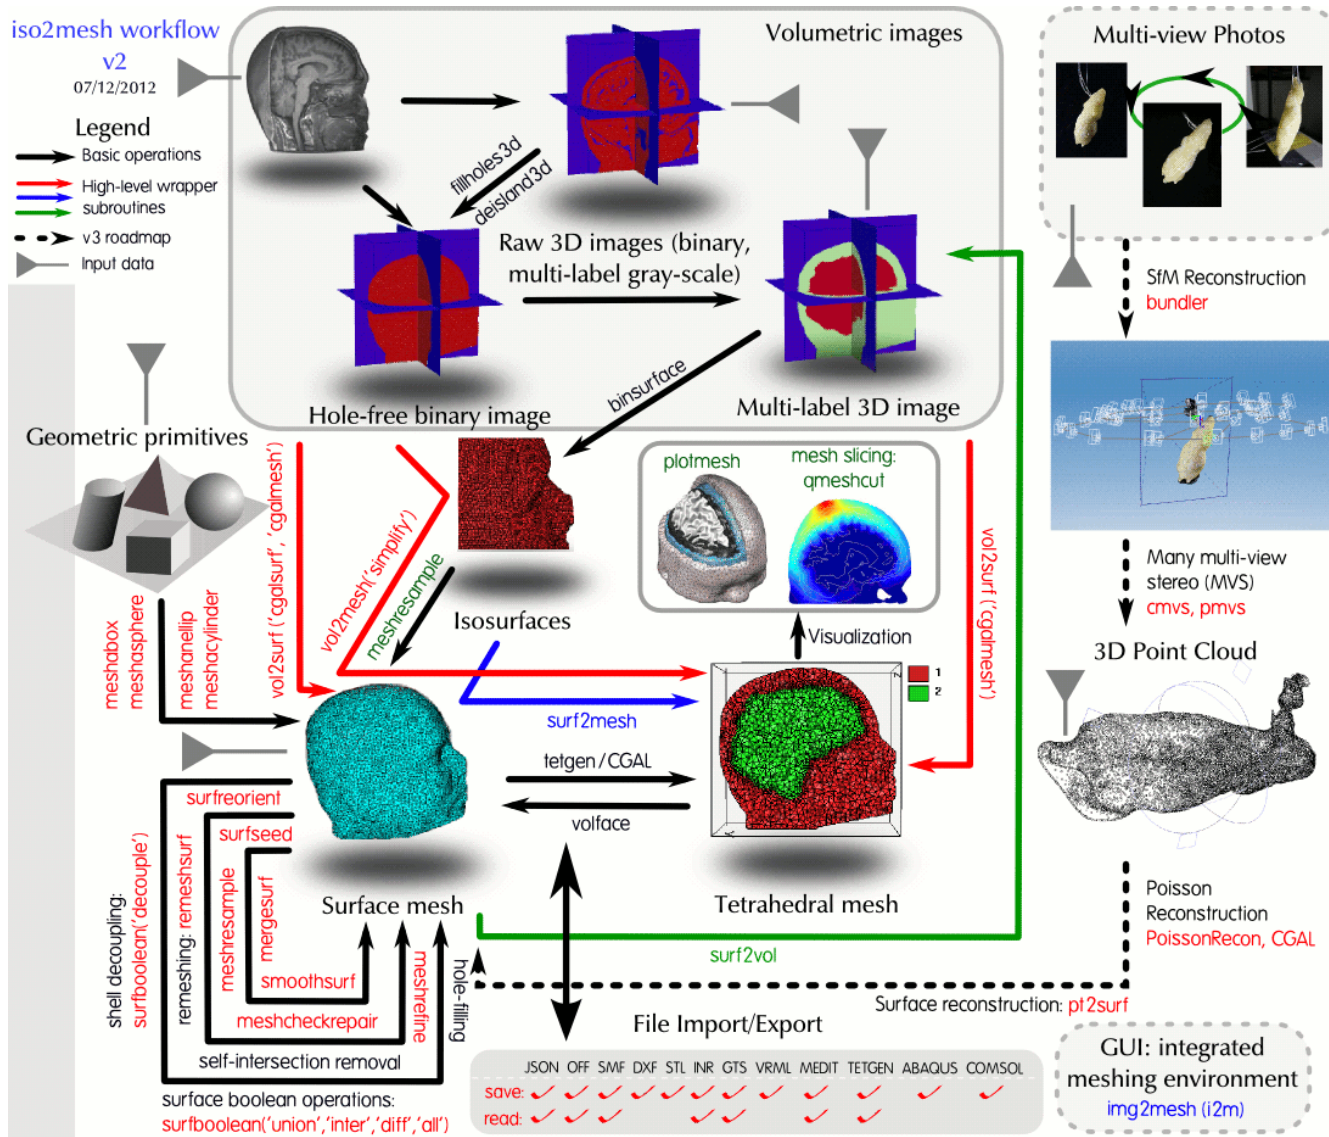 iso2mesh workflow
v2
07/12/2012
Legend
Basic operations
High-level wrapper
subroutines
v3 roadmap
Input data
Volumetric images
fillholes3d
deisland3d
Raw 3D images (binary,
multi-label gray-scale)
Hole-free binary image
Multi-label 3D image
binsurface
Multi-view Photos
SfM Reconstruction
bundler
Many multi-view
stereo (MVS)
cmvs, pmvs
3D Point Cloud
Poisson
Reconstruction
PoissonRecon, CGAL
Surface reconstruction: pt2surf
Geometric primitives
meshabox
meshasphere
meshanellip
meshacylinder
vol2surf ('cgalsurf', 'cgalmesh')
vol2mesh('simplify')
meshresample
Isosurfaces
plotmesh
mesh slicing:
qmeshcut
Visualization
vol2surf ('cgalmesh')
surf2mesh
1
2
z
tetgen/CGAL
volface
Surface mesh
Tetrahedral mesh
surf2vol
surfreorient
surfseed
shell decoupling:
surfboolean('decouple')
remeshing: remeshsurf
meshresample
mergesurf
smoothsurf
meshcheckrepair
meshrefine
hole-filling
self-intersection removal
surface boolean operations:
surfboolean('union','inter','diff','all')
File Import/Export
JSON OFF SMF DXF STL INR GTS VRML MEDIT TETGEN ABAQUS COMSOL
save:
read:
GUI: integrated
meshing environment
img2mesh (i2m)